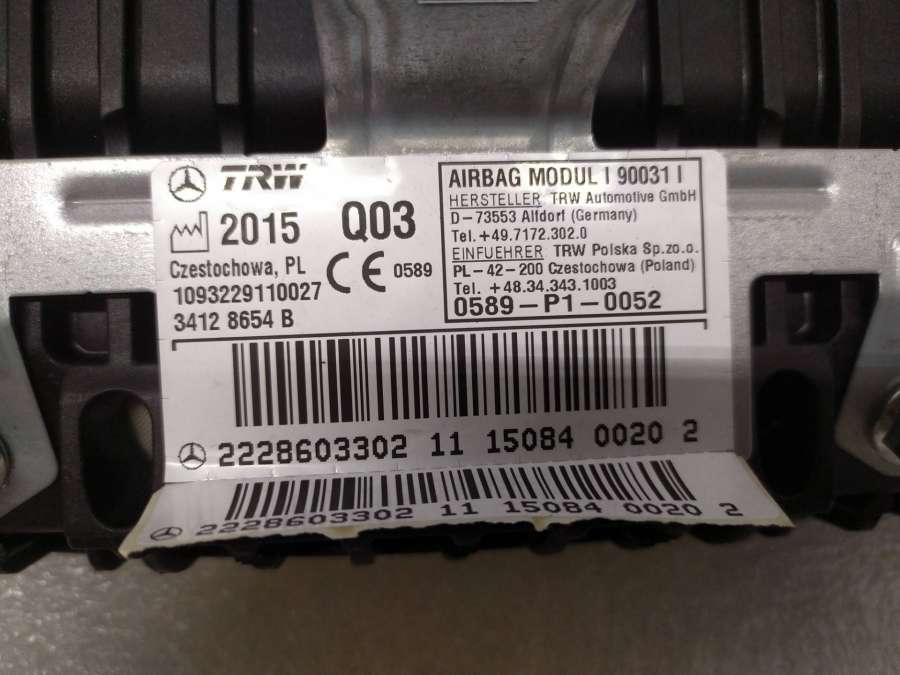 TRW
2015 Q03
Czestochowa, PL
CE 0589
1093229110027
34128654 B
AIRBAG MODUL I 90031 I
HERSTELLER TRW Automotive GmbH
D-73553 Alfdorf (Germany)
Tel. +49.7172.302.0
EINFUEHRER TRW Polska Sp.zo.o.
PL-42-200 Czestochowa (Poland)
Tel. +48.34.343.1003
0589-P1-0052
2228603302 11 15084 0020 2
2228603302 11 15084 0020 2